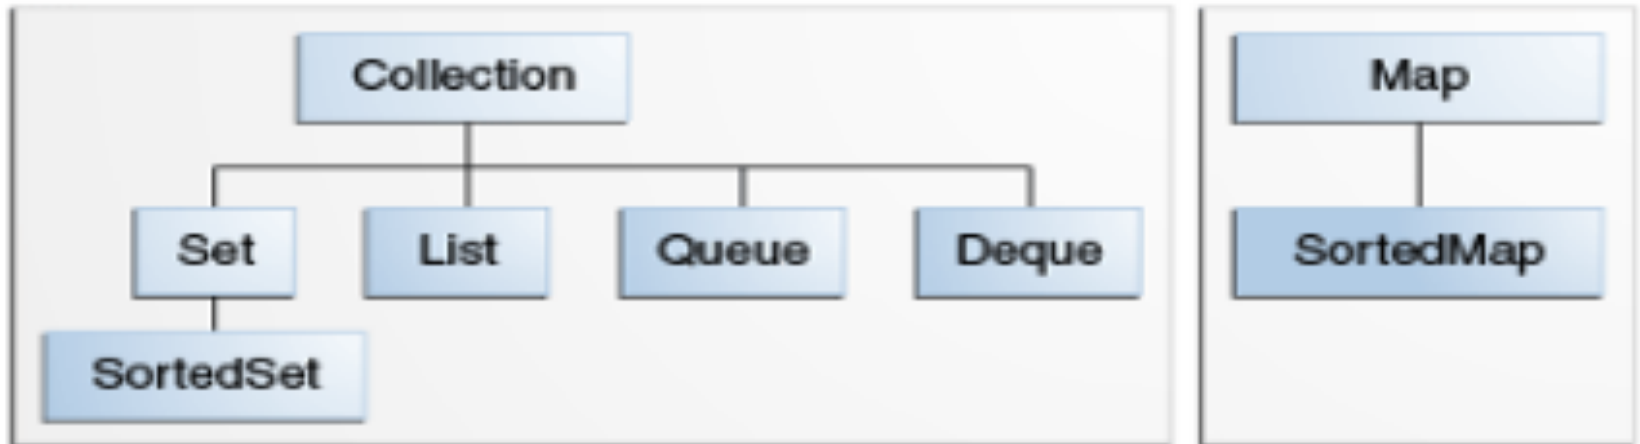 Collection
Map
Set
List
Queue
Deque
SortedMap
SortedSet